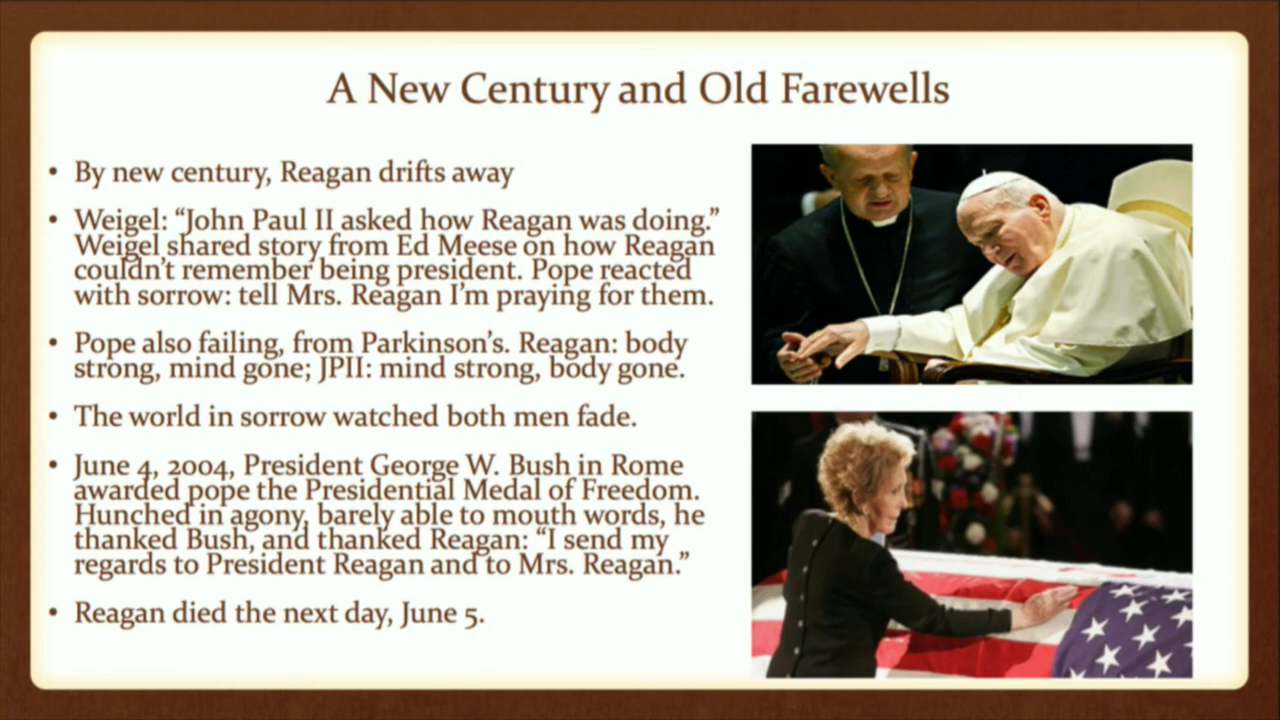 A New Century and Old Farewells
• By new century, Reagan drifts away
• Weigel: “John Paul II asked how Reagan was doing.”
Weigel shared story from Ed Meese on how Reagan
couldn’t remember being president. Pope reacted
with sorrow: tell Mrs. Reagan I’m praying for them.
• Pope also failing, from Parkinson’s. Reagan: body
strong, mind gone; JPII: mind strong, body gone.
• The world in sorrow watched both men fade.
• June 4, 2004, President George W. Bush in Rome
awarded pope the Presidential Medal of Freedom.
Hunched in agony, barely able to mouth words, he
thanked Bush, and thanked Reagan: “I send my
regards to President Reagan and to Mrs. Reagan.”
• Reagan died the next day, June 5.